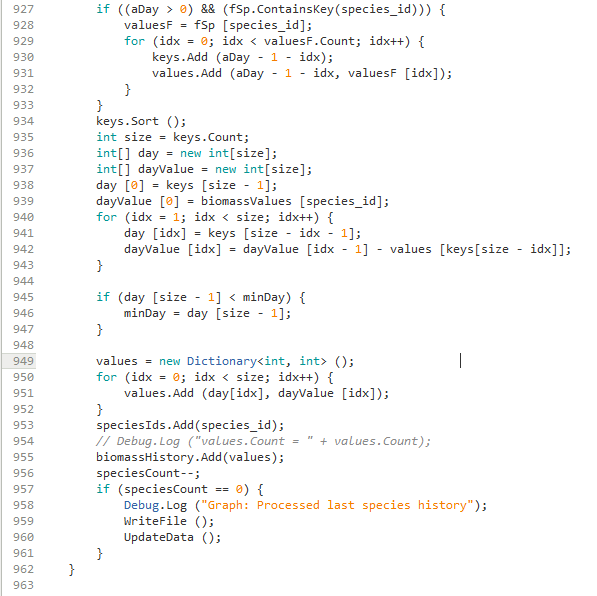 927 if ((aDay > 0) && (fSp.ContainsKey(species_id))) {
928 valuesF = fSp [species_id];
929 for (idx = 0; idx < valuesF.Count; idx++) {
930 keys.Add (aDay - 1 - idx);
931 values.Add (aDay - 1 - idx, valuesF [idx]);
932 }
933 }
934 keys.Sort ();
935 int size = keys.Count;
936 int[] day = new int[size];
937 int[] dayValue = new int[size];
938 day [0] = keys [size - 1];
939 dayValue [0] = biomassValues [species_id];
940 for (idx = 1; idx < size; idx++) {
941 day [idx] = keys [size - idx - 1];
942 dayValue [idx] = dayValue [idx - 1] - values [keys[size - idx]];
943 }
944
945 if (day [size - 1] < minDay) {
946 minDay = day [size - 1];
947 }
948
949 values = new Dictionary<int, int> ();
950 for (idx = 0; idx < size; idx++) {
951 values.Add (day[idx], dayValue [idx]);
952 }
953 speciesIds.Add(species_id);
954 // Debug.Log ("values.Count = " + values.Count);
955 biomassHistory.Add(values);
956 speciesCount--;
957 if (speciesCount == 0) {
958 Debug.Log ("Graph: Processed last species history");
959 WriteFile ();
960 UpdateData ();
961 }
962 }
963